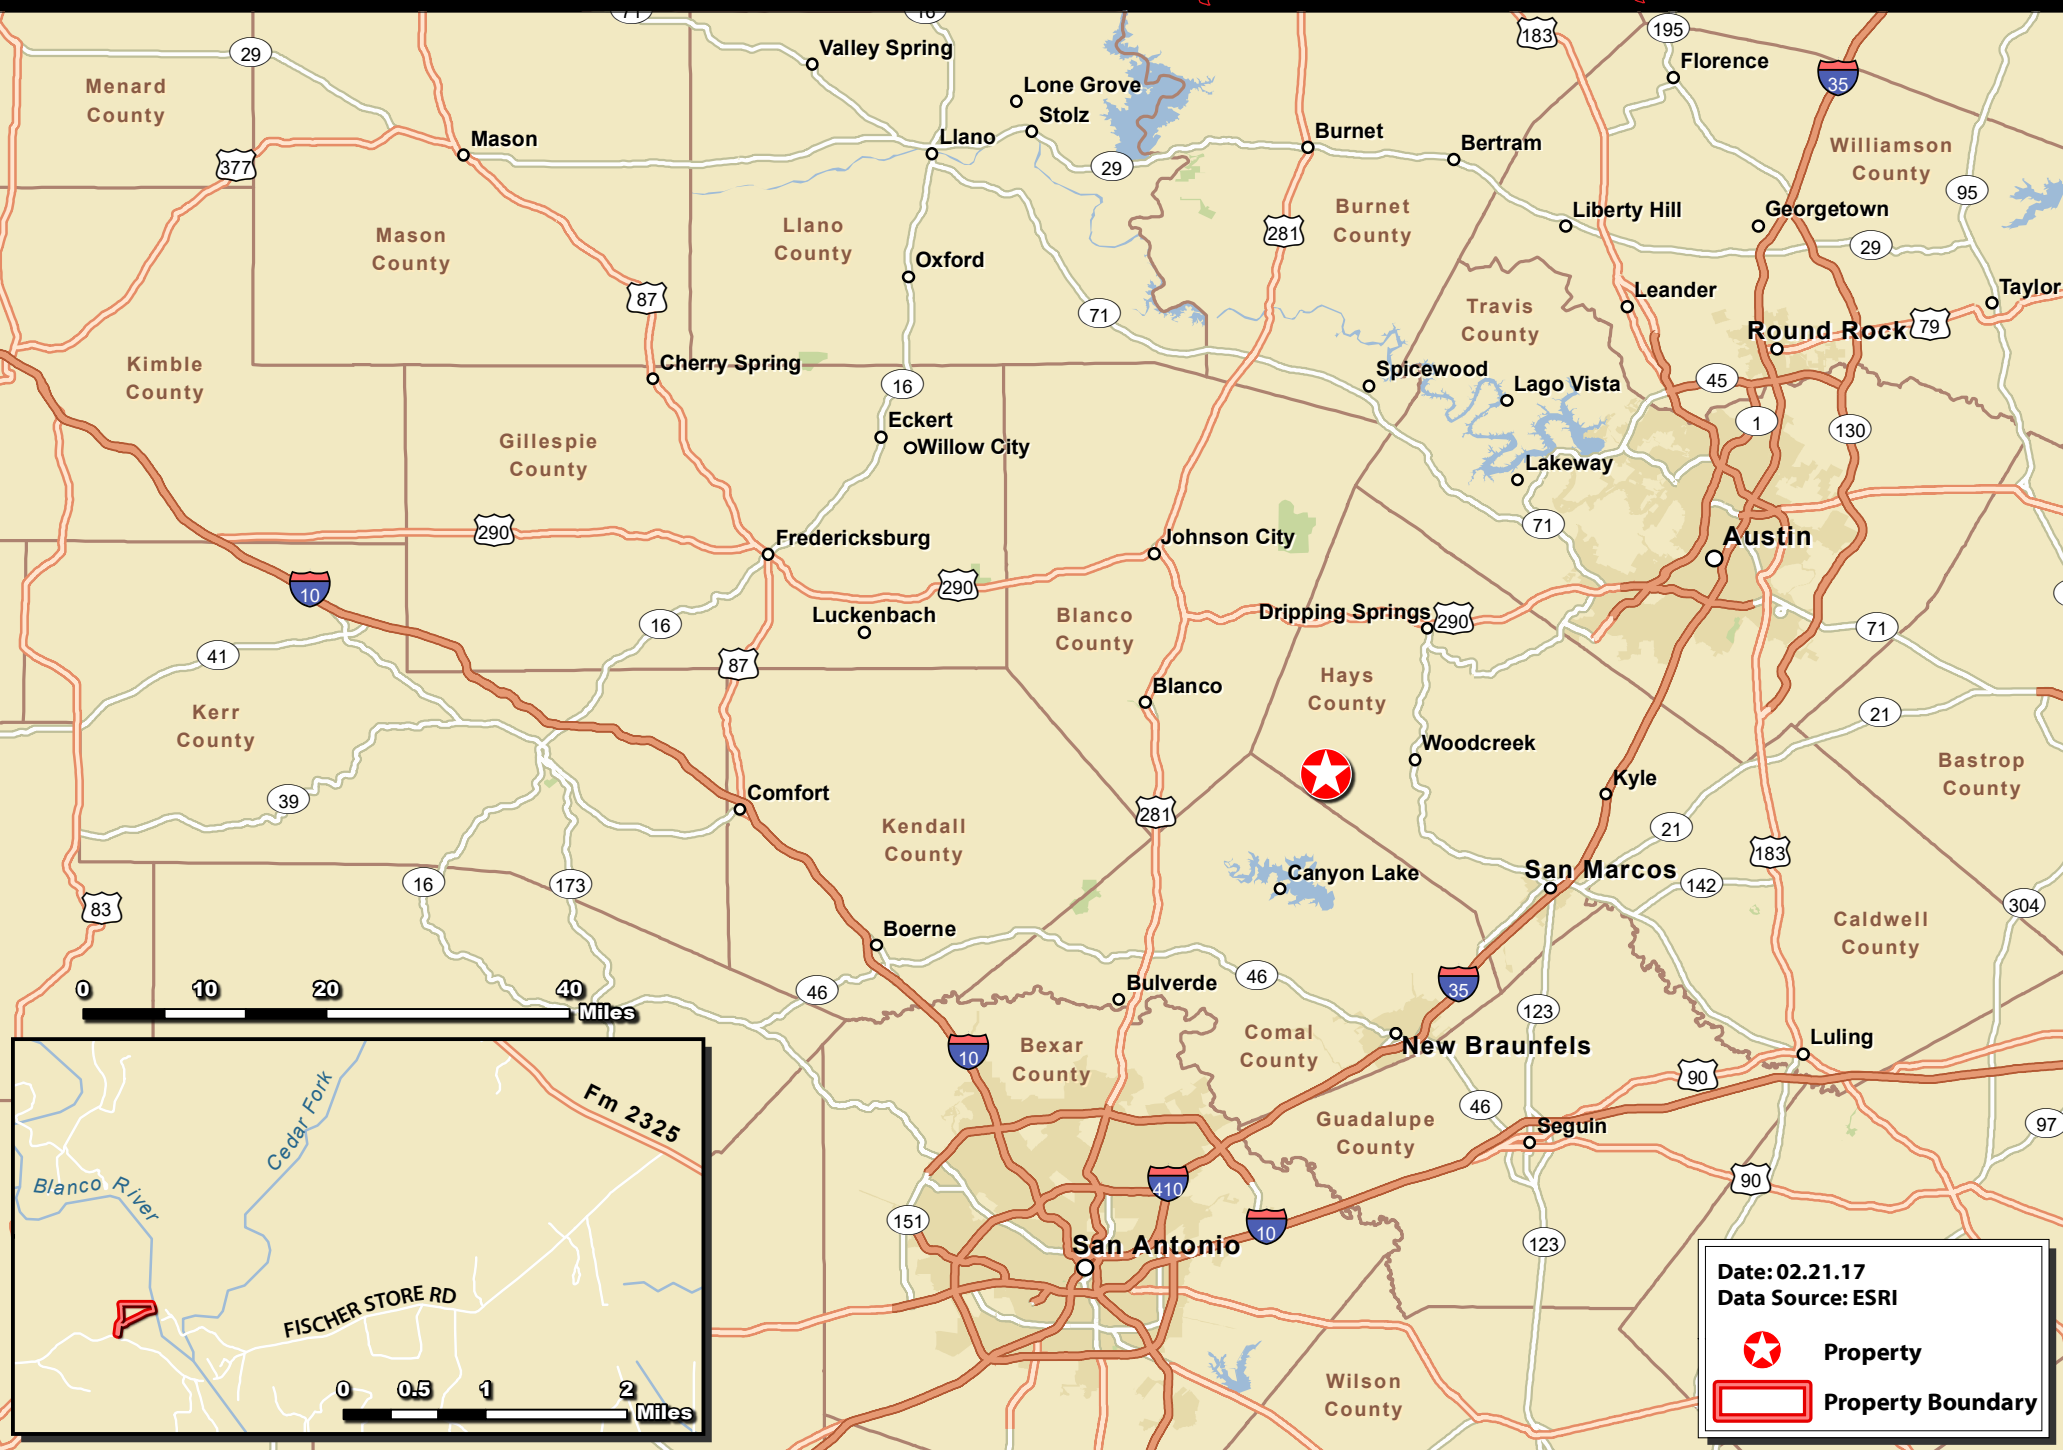 71
16
183
195
Valley Spring
Florence
29
Menard
County
Lone Grove
Stolz
35
Mason
Llano
Burnet
Bertram
Williamson
County
377
29
95
Mason
County
Llano
County
Burnet
County
Liberty Hill
Georgetown
281
29
Oxford
87
Leander
Taylor
Travis
County
71
Round Rock
79
Kimble
County
Cherry Spring
16
Spicewood
Lago Vista
45
Eckert
Willow City
1
130
Gillespie
County
Lakeway
290
Fredericksburg
Johnson City
71
Austin
10
290
Luckenbach
Blanco
County
Dripping Springs
290
16
71
41
87
Hays
County
Blanco
Kerr
County
21
Woodcreek
Bastrop
County
Kyle
39
Comfort
281
Kendall
County
21
183
Canyon Lake
San Marcos
16
173
142
83
304
Caldwell
County
Boerne
0 10 20 40
Miles
46
Bulverde
46
35
123
Bexar
County
Comal
County
New Braunfels
Luling
10
90
46
Guadalupe
County
Seguin
97
410
90
151
10
San Antonio
123
Wilson
County
Fm 2325
Cedar Fork
Blanco River
FISCHER STORE RD
0 0.5 1 2
Miles
Date: 02.21.17
Data Source: ESRI
Property
Property Boundary